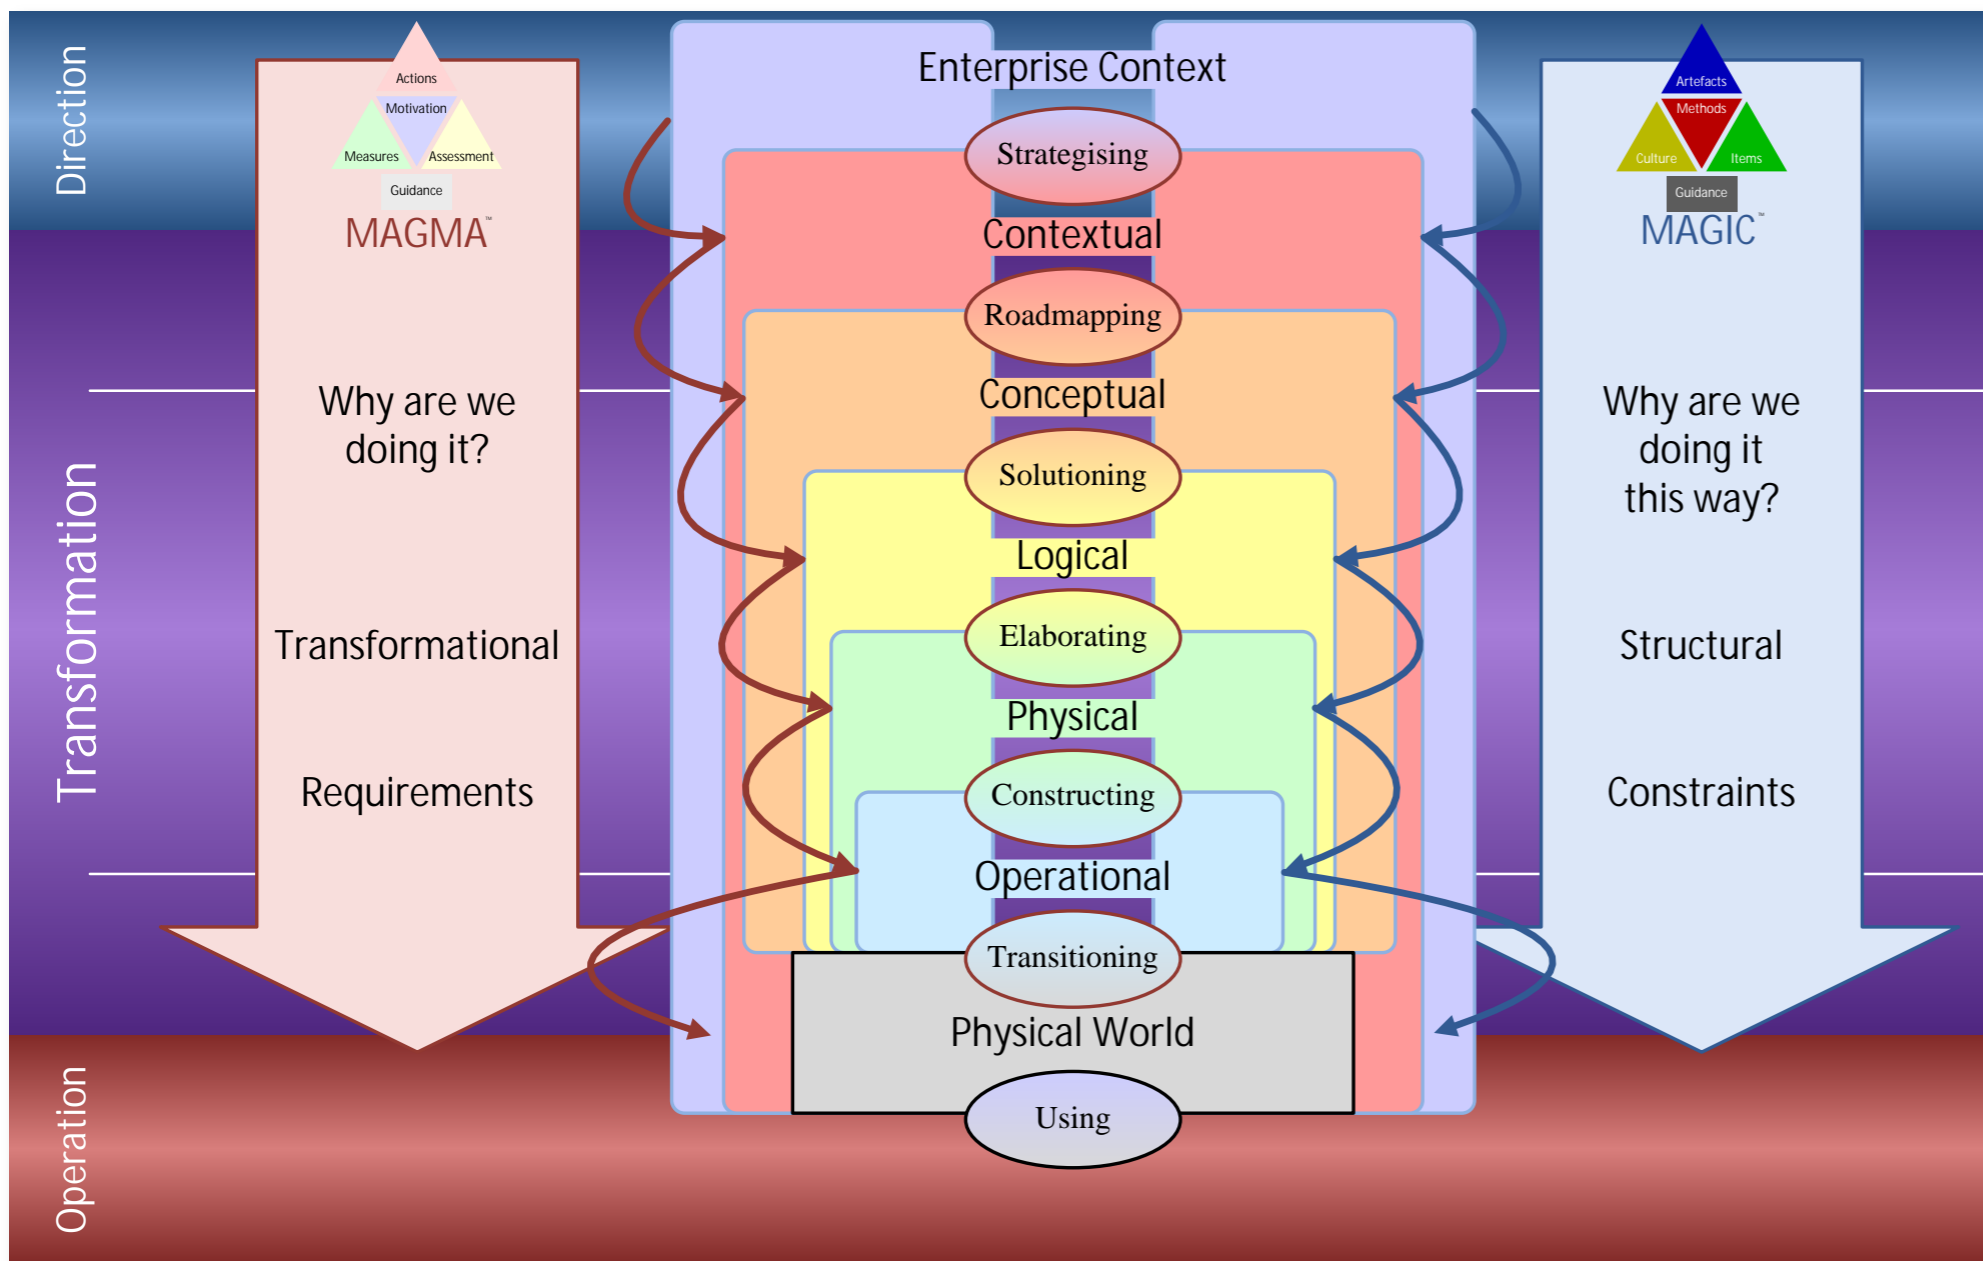 Direction
Transformation
Operation
Actions
Motivation
Measures
Assessment
Guidance
MAGMA™
Why are we
doing it?
Transformational
Requirements
Enterprise Context
Strategising
Contextual
Roadmapping
Conceptual
Solutioning
Logical
Elaborating
Physical
Constructing
Operational
Transitioning
Physical World
Using
Artefacts
Methods
Culture
Items
Guidance
MAGIC™
Why are we
doing it
this way?
Structural
Constraints